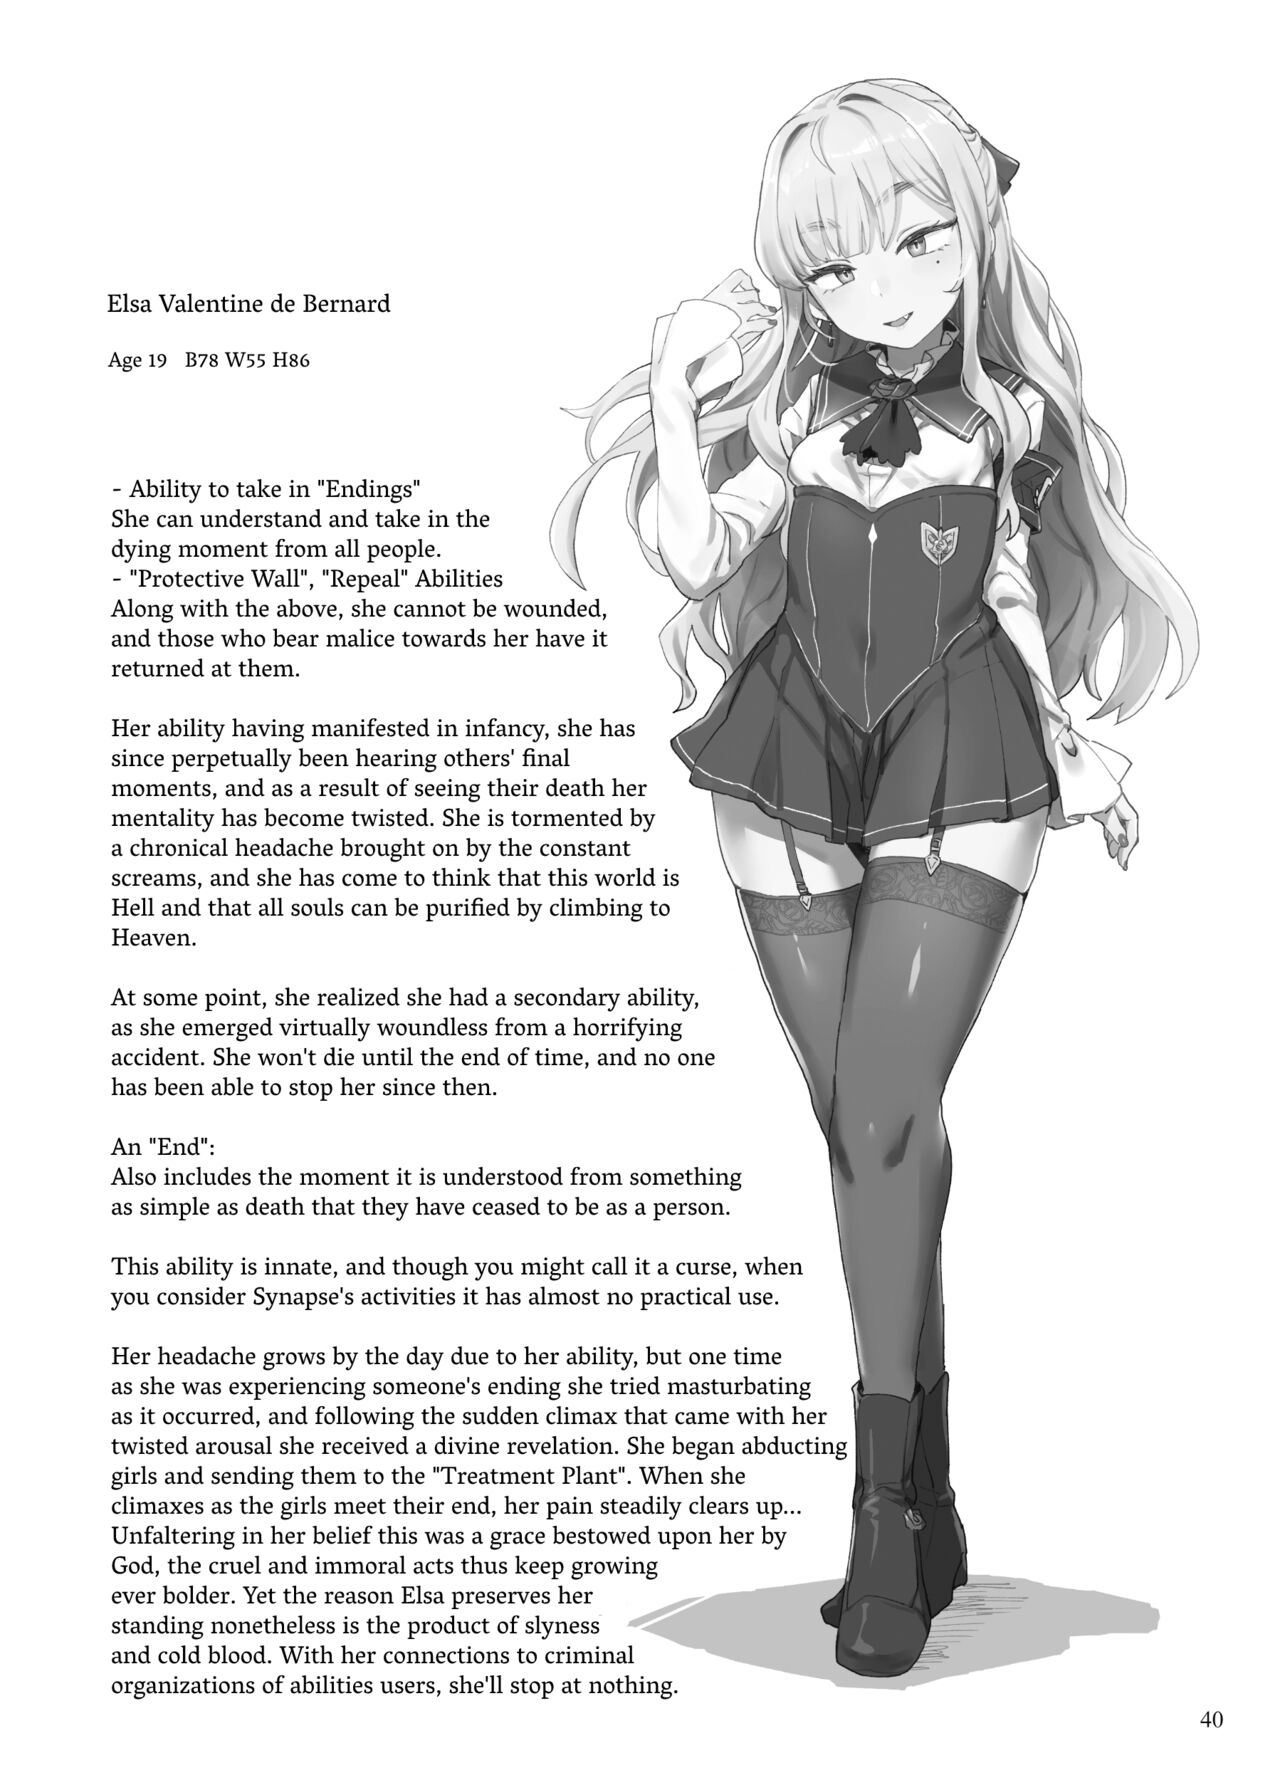 Elsa Valentine de Bernard
Age 19 B78 W55 H86
- Ability to take in "Endings"
She can understand and take in the
dying moment from all people.
- "Protective Wall", "Repeal" Abilities
Along with the above, she cannot be wounded,
and those who bear malice towards her have it
returned at them.
Her ability having manifested in infancy, she has
since perpetually been hearing others' final
moments, and as a result of seeing their death her
mentality has become twisted. She is tormented by
a chronical headache brought on by the constant
screams, and she has come to think that this world is
Hell and that all souls can be purified by climbing to
Heaven.
At some point, she realized she had a secondary ability,
as she emerged virtually woundless from a horrifying
accident. She won't die until the end of time, and no one
has been able to stop her since then.
An "End":
Also includes the moment it is understood from something
as simple as death that they have ceased to be as a person.
This ability is innate, and though you might call it a curse, when
you consider Synapse's activities it has almost no practical use.
Her headache grows by the day due to her ability, but one time
as she was experiencing someone's ending she tried masturbating
as it occurred, and following the sudden climax that came with her
twisted arousal she received a divine revelation. She began abducting
girls and sending them to the "Treatment Plant". When she
climaxes as the girls meet their end, her pain steadily clears up...
Unfaltering in her belief this was a grace bestowed upon her by
God, the cruel and immoral acts thus keep growing
ever bolder. Yet the reason Elsa preserves her
standing nonetheless is the product of slyness
and cold blood. With her connections to criminal
organizations of abilities users, she'll stop at nothing.
40